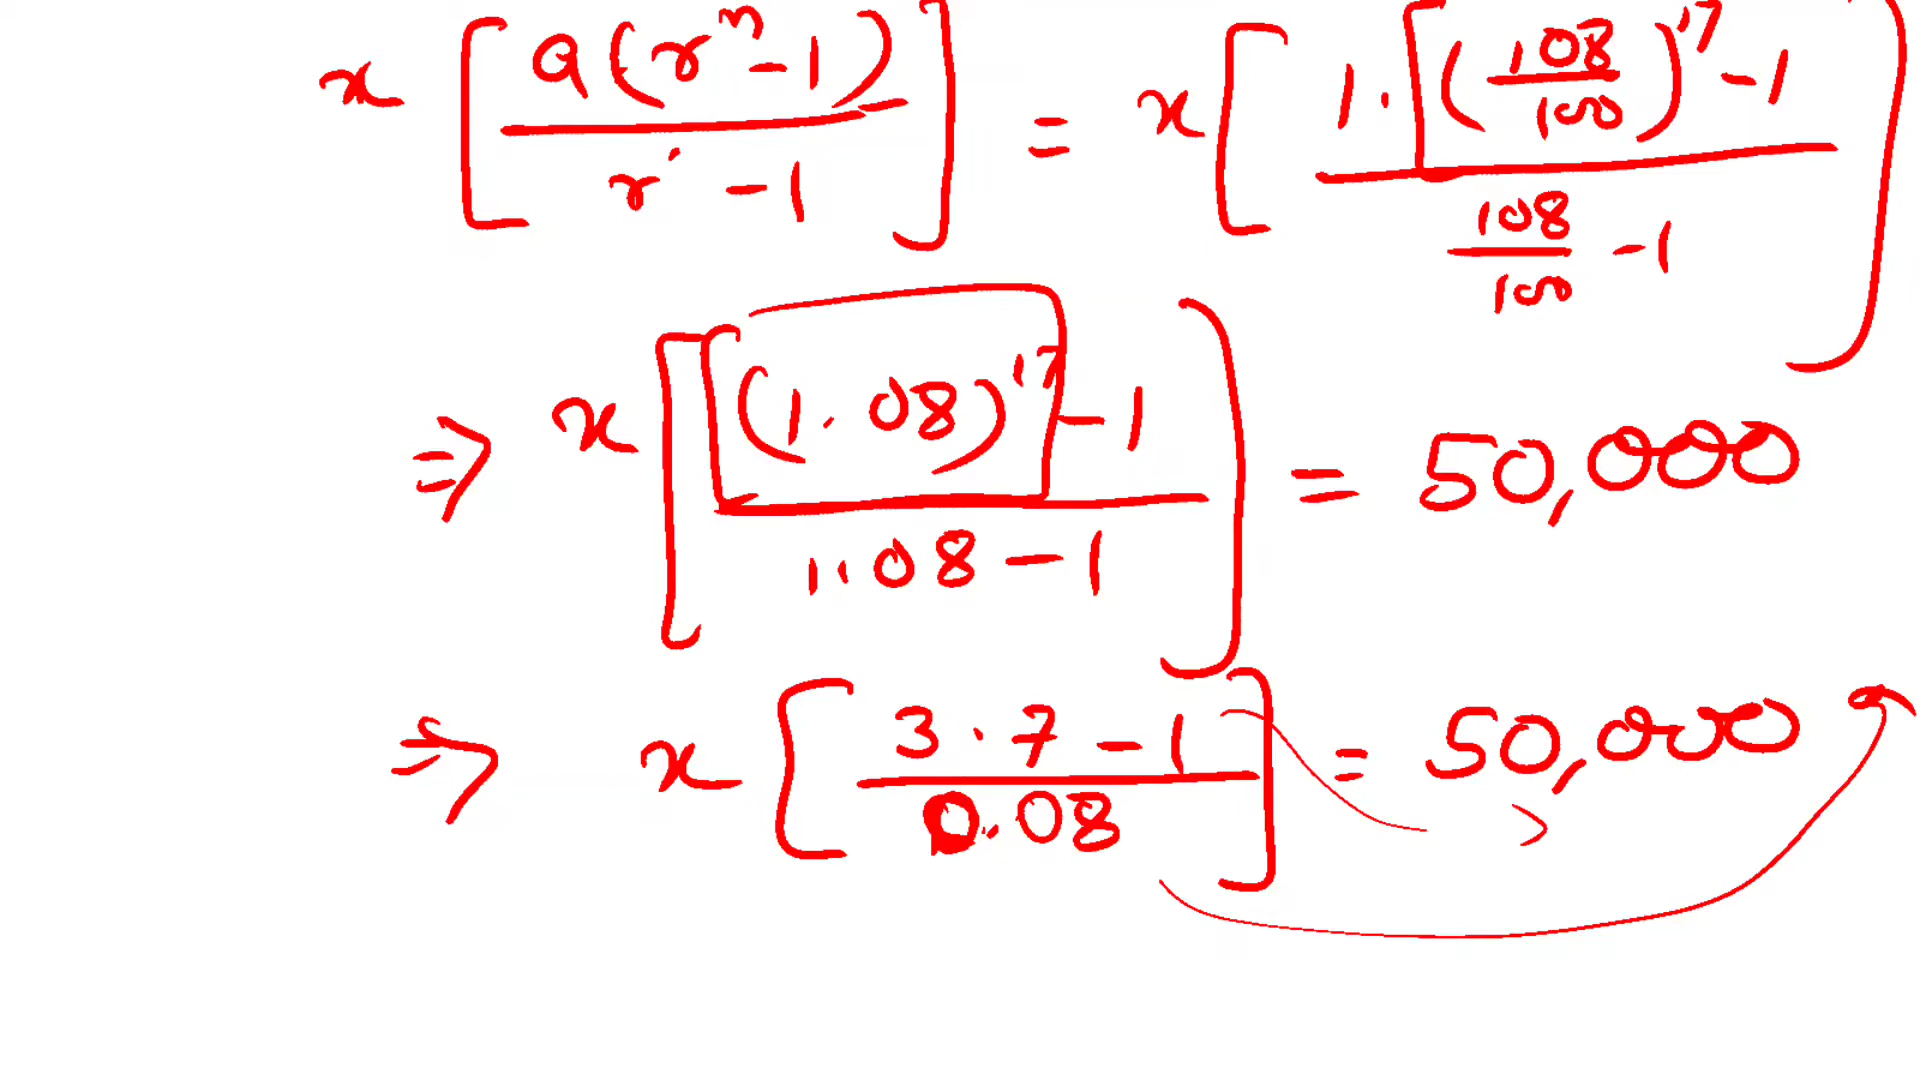 x [ a(r^n - 1) / r - 1 ] = x [ 1.[(108/100)^17 - 1 / 108/100 - 1 ]
⇒ x [ [(1.08)^17] - 1 / 1.08 - 1 ] = 50,000
⇒ x [ 3.7 - 1 / 0.08 ] = 50,000